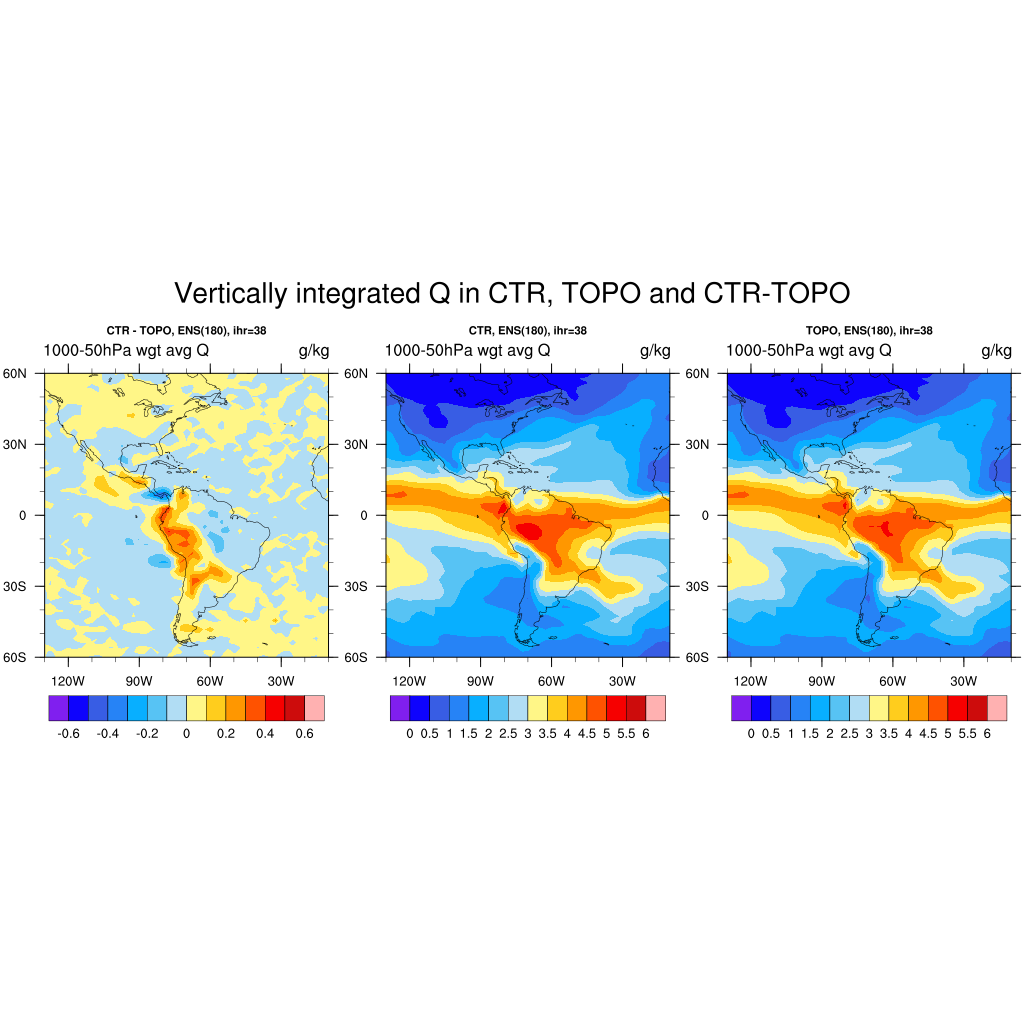 Vertically integrated Q in CTR, TOPO and CTR-TOPO
CTR - TOPO, ENS(180), ihr=38
1000-50hPa wgt avg Q g/kg
60N
30N
0
30S
60S
120W 90W 60W 30W
-0.6 -0.4 -0.2 0 0.2 0.4 0.6
CTR, ENS(180), ihr=38
1000-50hPa wgt avg Q g/kg
60N
30N
0
30S
60S
120W 90W 60W 30W
0 0.5 1 1.5 2 2.5 3 3.5 4 4.5 5 5.5 6
TOPO, ENS(180), ihr=38
1000-50hPa wgt avg Q g/kg
60N
30N
0
30S
60S
120W 90W 60W 30W
0 0.5 1 1.5 2 2.5 3 3.5 4 4.5 5 5.5 6